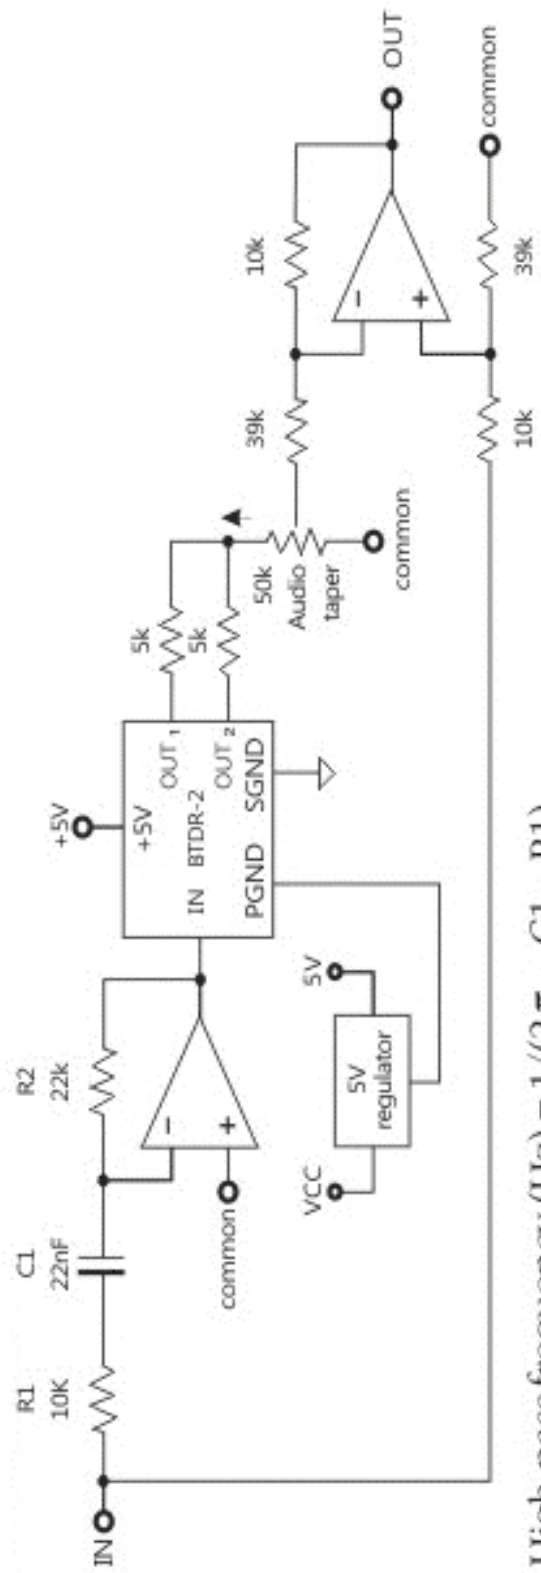 R1
10K
C1
22nF
R2
22k
IN
common
−
+
+5V
+5V
IN BTDR-2
OUT 1
OUT 2
PGND SGND
5k
5k
50k
Audio
taper
common
VCC
5V
regulator
5V
39k
10k
−
+
OUT
10k
39k
common